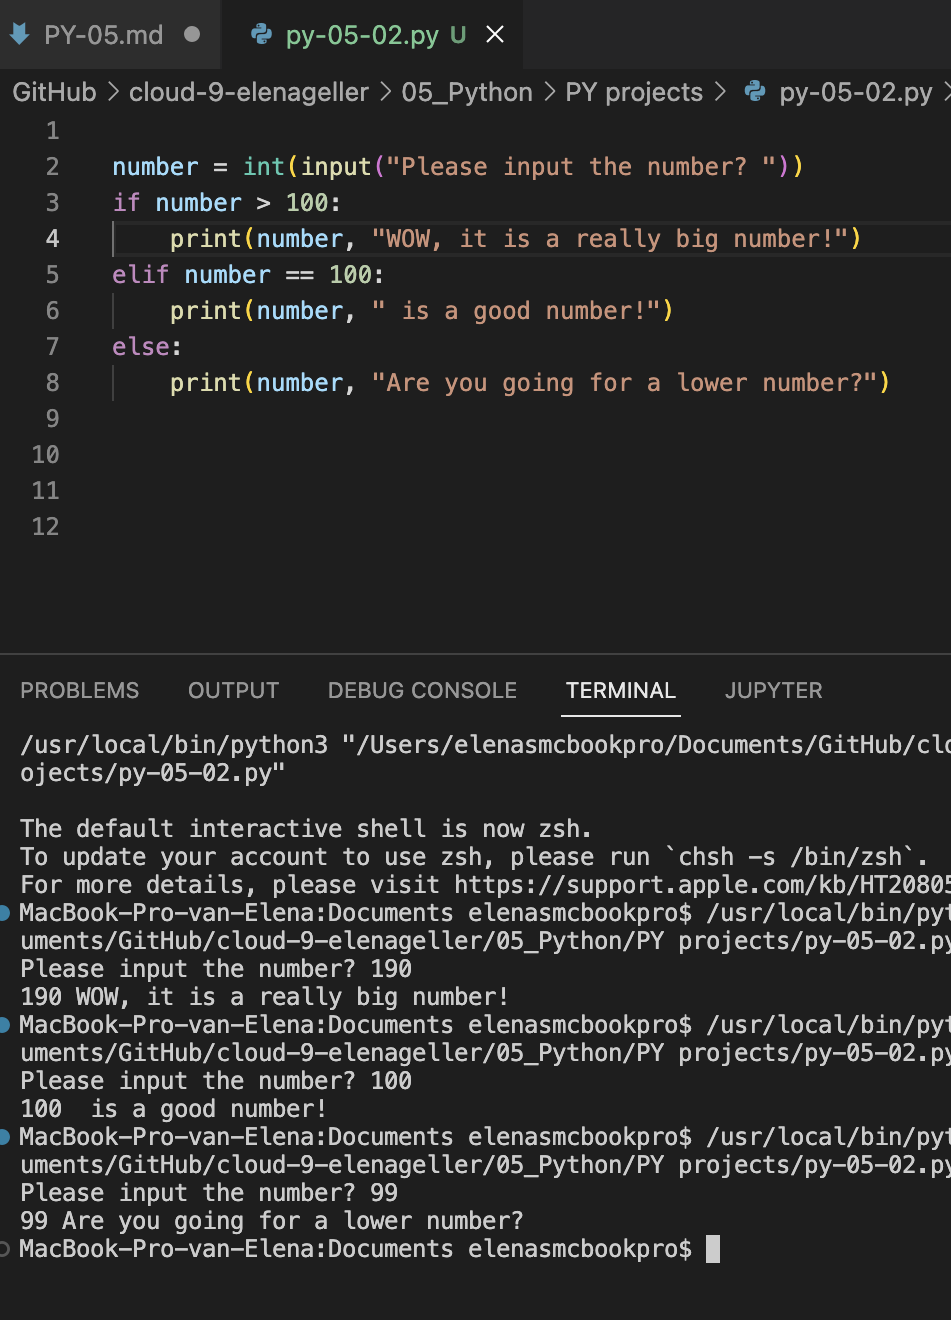 PY-05.md
py-05-02.py U
GitHub > cloud-9-elenageller > 05_Python > PY projects > py-05-02.py
1
2 number = int(input("Please input the number? "))
3 if number > 100:
4     print(number, "WOW, it is a really big number!")
5 elif number == 100:
6     print(number, " is a good number!")
7 else:
8     print(number, "Are you going for a lower number?")
9
10
11
12
PROBLEMS OUTPUT DEBUG CONSOLE TERMINAL JUPYTER
/usr/local/bin/python3 "/Users/elenasmcbookpro/Documents/GitHub/clo
ojects/py-05-02.py"
The default interactive shell is now zsh.
To update your account to use zsh, please run `chsh -s /bin/zsh`.
For more details, please visit https://support.apple.com/kb/HT20805
MacBook-Pro-van-Elena:Documents elenasmcbookpro$ /usr/local/bin/pyt
uments/GitHub/cloud-9-elenageller/05_Python/PY projects/py-05-02.py
Please input the number? 190
190 WOW, it is a really big number!
MacBook-Pro-van-Elena:Documents elenasmcbookpro$ /usr/local/bin/pyt
uments/GitHub/cloud-9-elenageller/05_Python/PY projects/py-05-02.py
Please input the number? 100
100  is a good number!
MacBook-Pro-van-Elena:Documents elenasmcbookpro$ /usr/local/bin/pyt
uments/GitHub/cloud-9-elenageller/05_Python/PY projects/py-05-02.py
Please input the number? 99
99 Are you going for a lower number?
MacBook-Pro-van-Elena:Documents elenasmcbookpro$